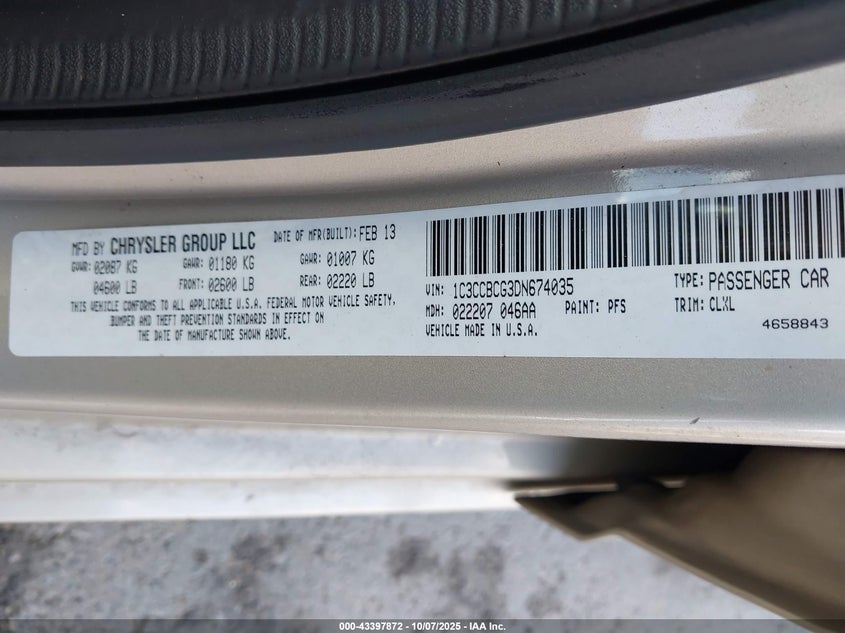 MFD BY CHRYSLER GROUP LLC DATE OF MFR(BUILT): FEB 13
GVWR: 02087 KG GAWR: 01180 KG GAWR: 01007 KG
04600 LB FRONT: 02600 LB REAR: 02220 LB
THIS VEHICLE CONFORMS TO ALL APPLICABLE U.S.A. FEDERAL MOTOR VEHICLE SAFETY,
BUMPER AND THEFT PREVENTION STANDARDS IN EFFECT ON
THE DATE OF MANUFACTURE SHOWN ABOVE.
VIN: 1C3CCBCG3DN674035 TYPE: PASSENGER CAR
MDH: 022207 046AA PAINT: PFS TRIM: CLXL
VEHICLE MADE IN U.S.A. 4658843
000-43397872 | 10/07/2025 - IAA Inc.